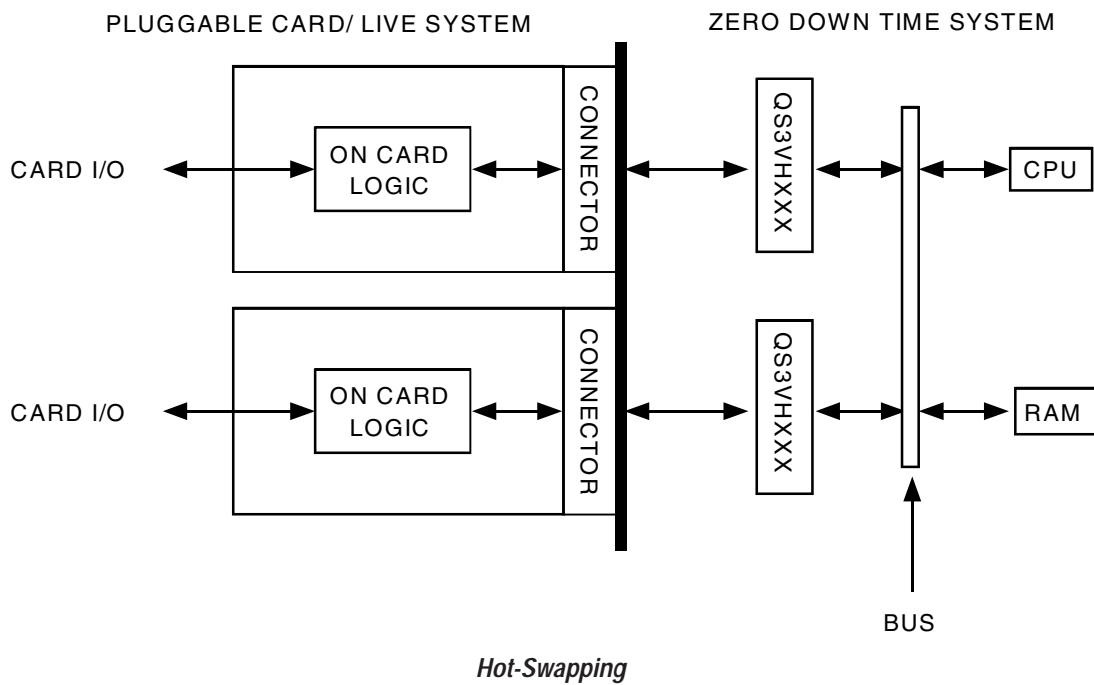 PLUGGABLE CARD/ LIVE SYSTEM
ZERO DOWN TIME SYSTEM
CARD I/O
ON CARD
LOGIC
CONNECTOR
QS3VHXXX
CPU
CARD I/O
ON CARD
LOGIC
CONNECTOR
QS3VHXXX
RAM
BUS
Hot-Swapping